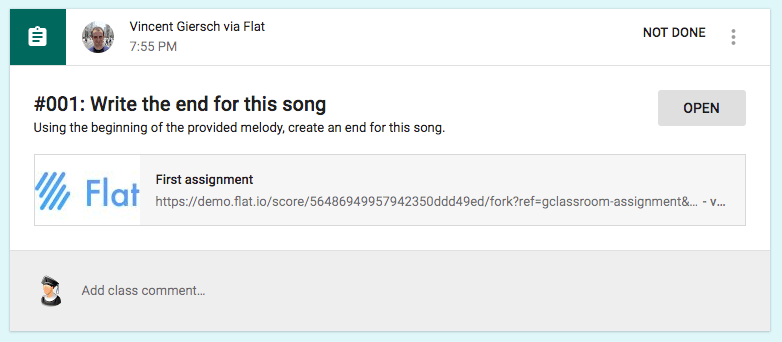 Vincent Giersch via Flat
7:55 PM
NOT DONE
#001: Write the end for this song
OPEN
Using the beginning of the provided melody, create an end for this song.
Flat
First assignment
https://demo.flat.io/score/56486949957942350ddd49ed/fork?ref=gclassroom-assignment&... - v...
Add class comment...